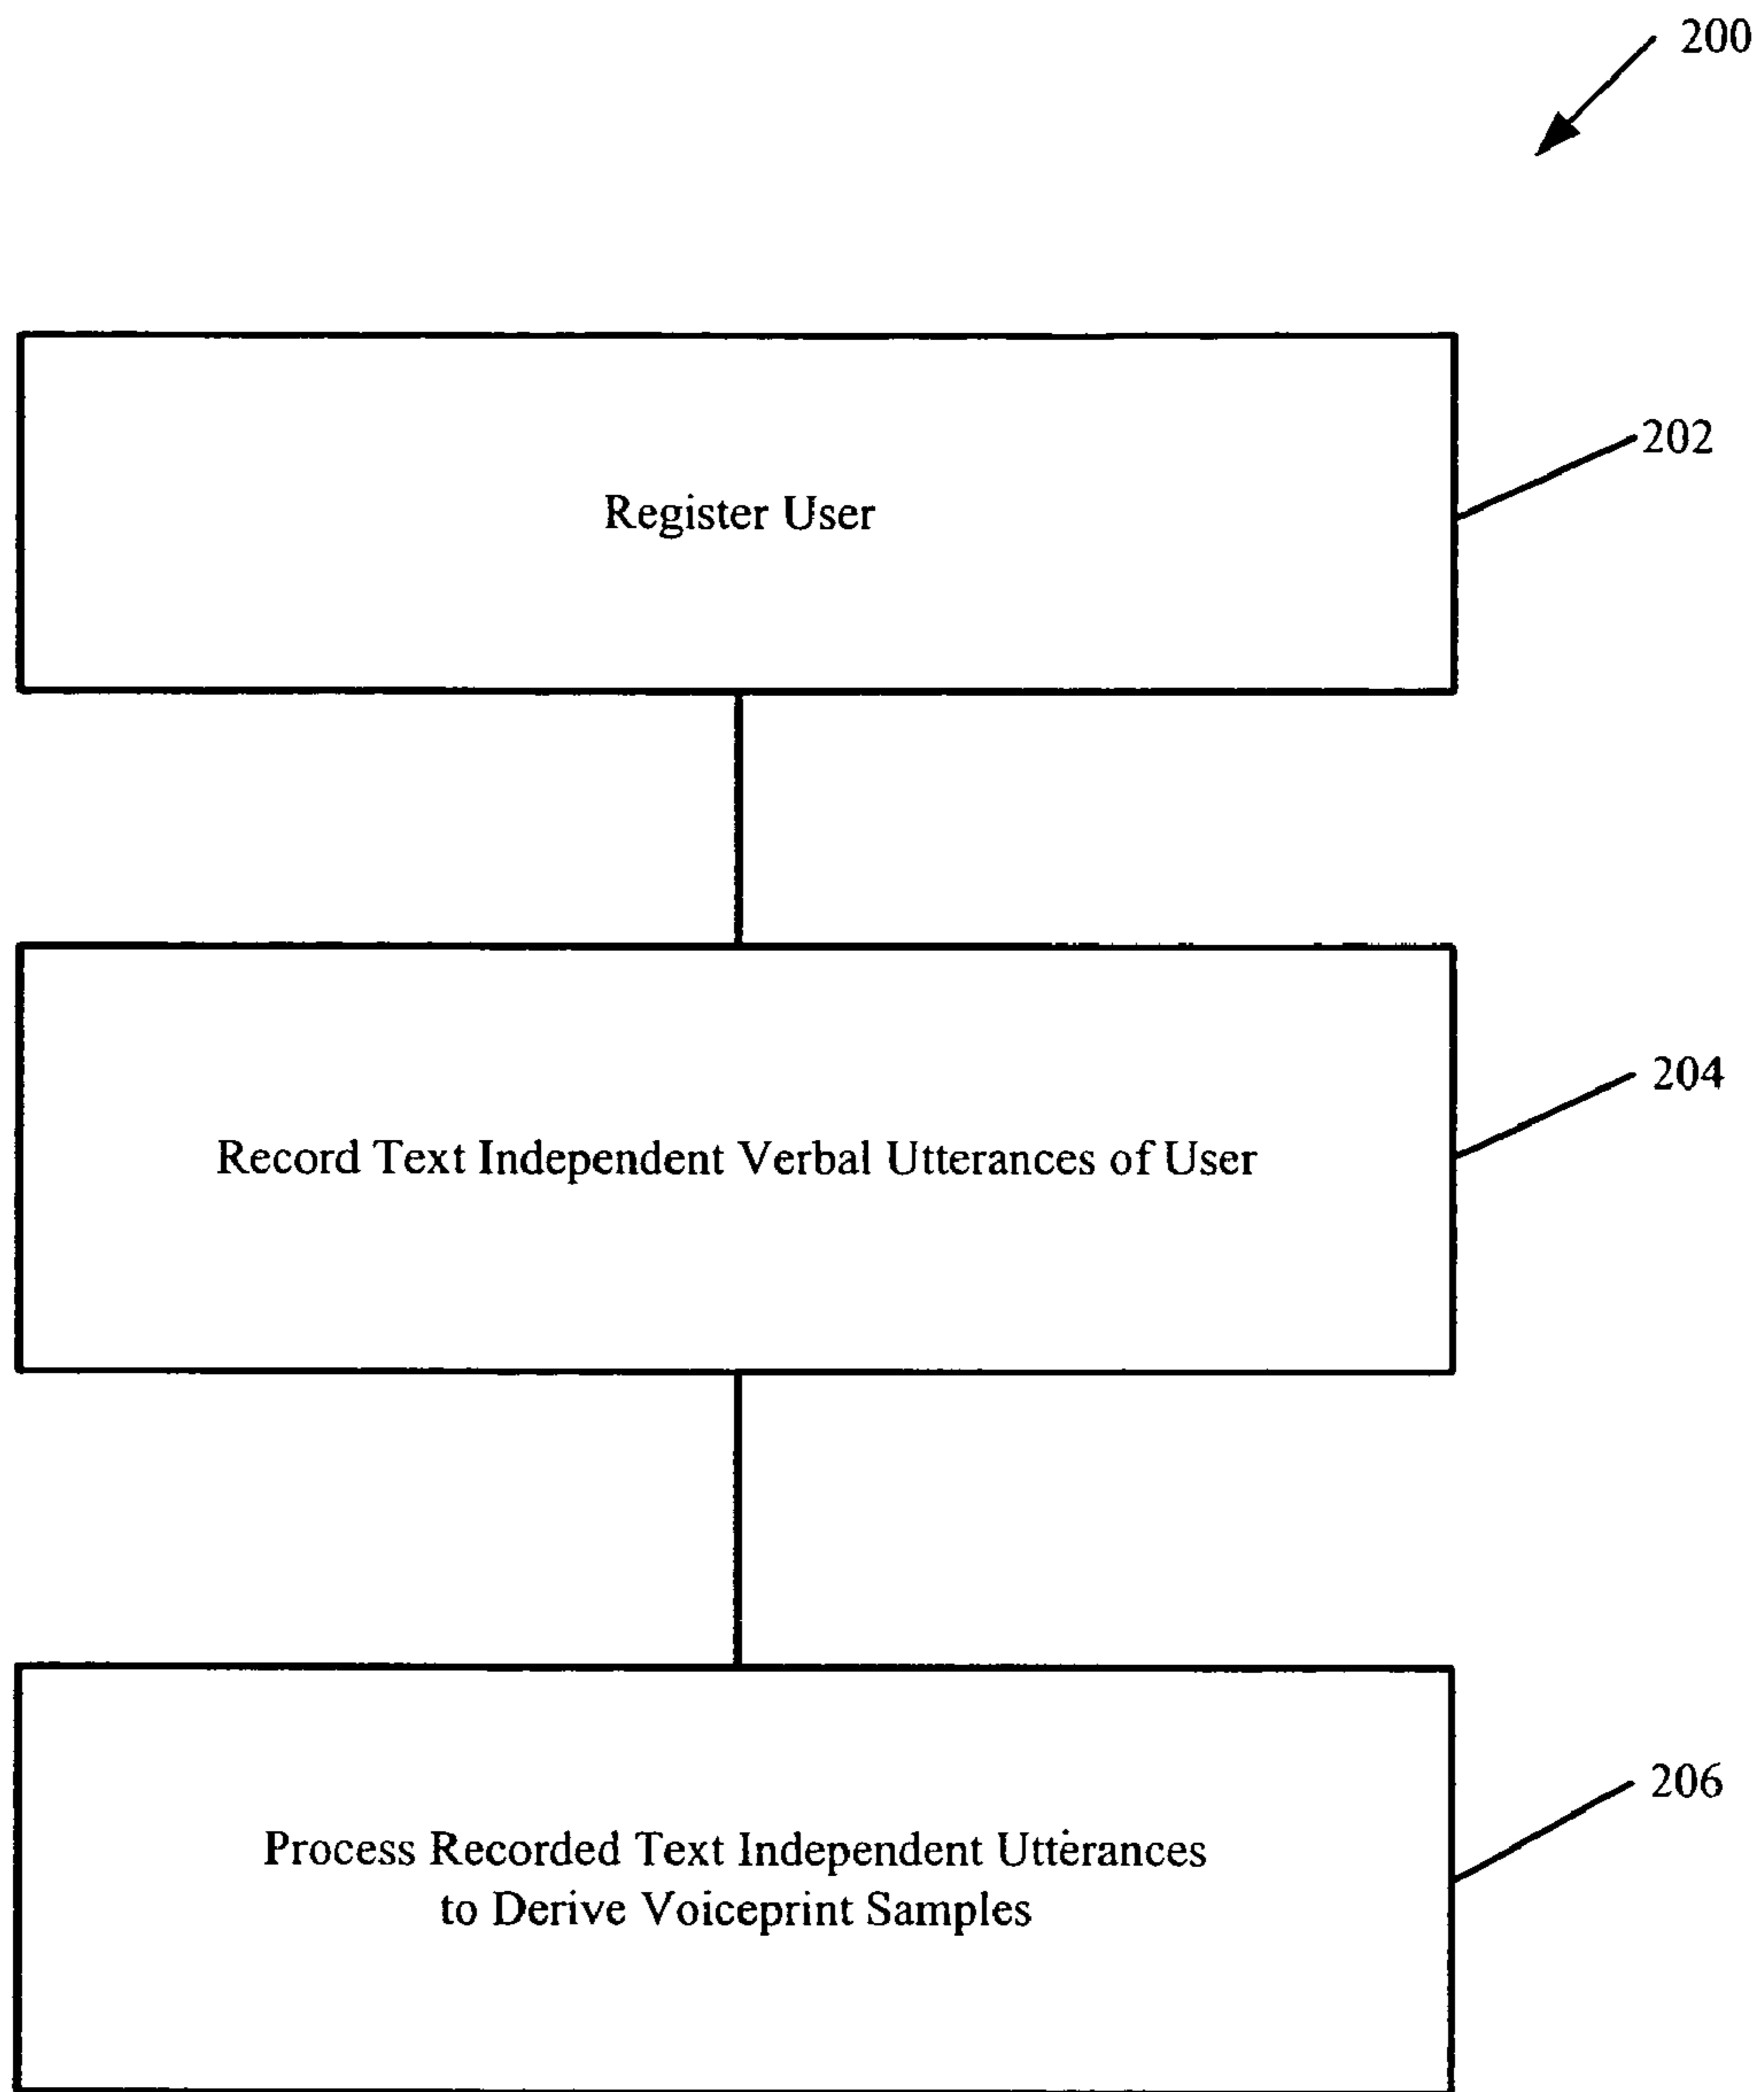 200
202
Register User
204
Record Text Independent Verbal Utterances of User
206
Process Recorded Text Independent Utterances
to Derive Voiceprint Samples